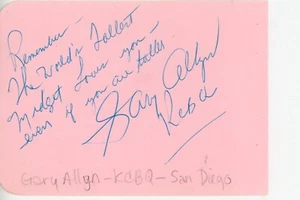 Remember -
The World's Tallest
Midget Loves you -
even if you are taller
Gary Allyn
Kcbq
Gary Allyn - KCBQ - San Diego